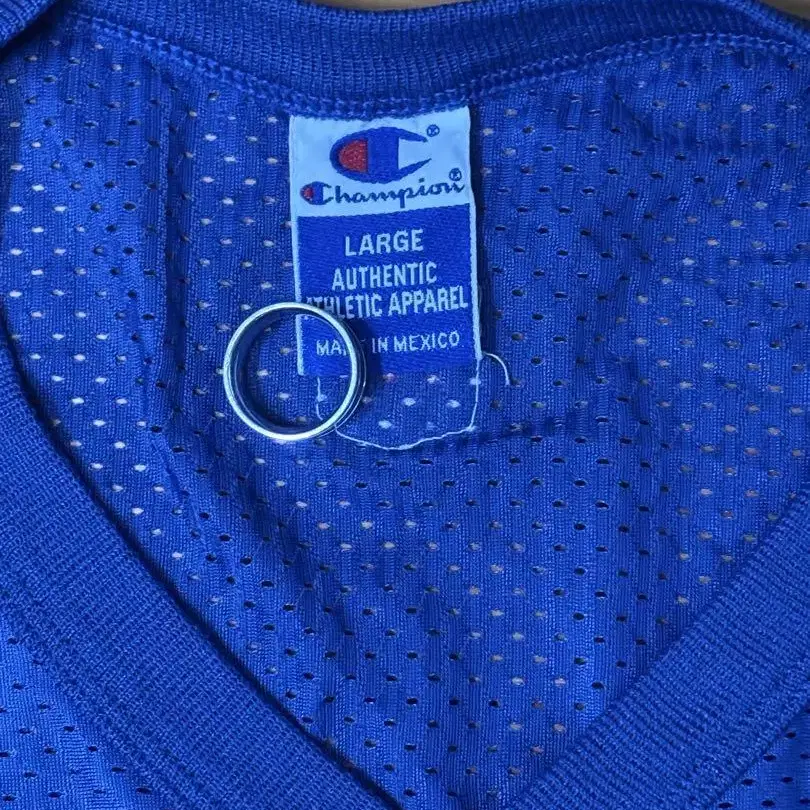 ®
Champion®
LARGE
AUTHENTIC
ATHLETIC APPAREL
MADE IN MEXICO